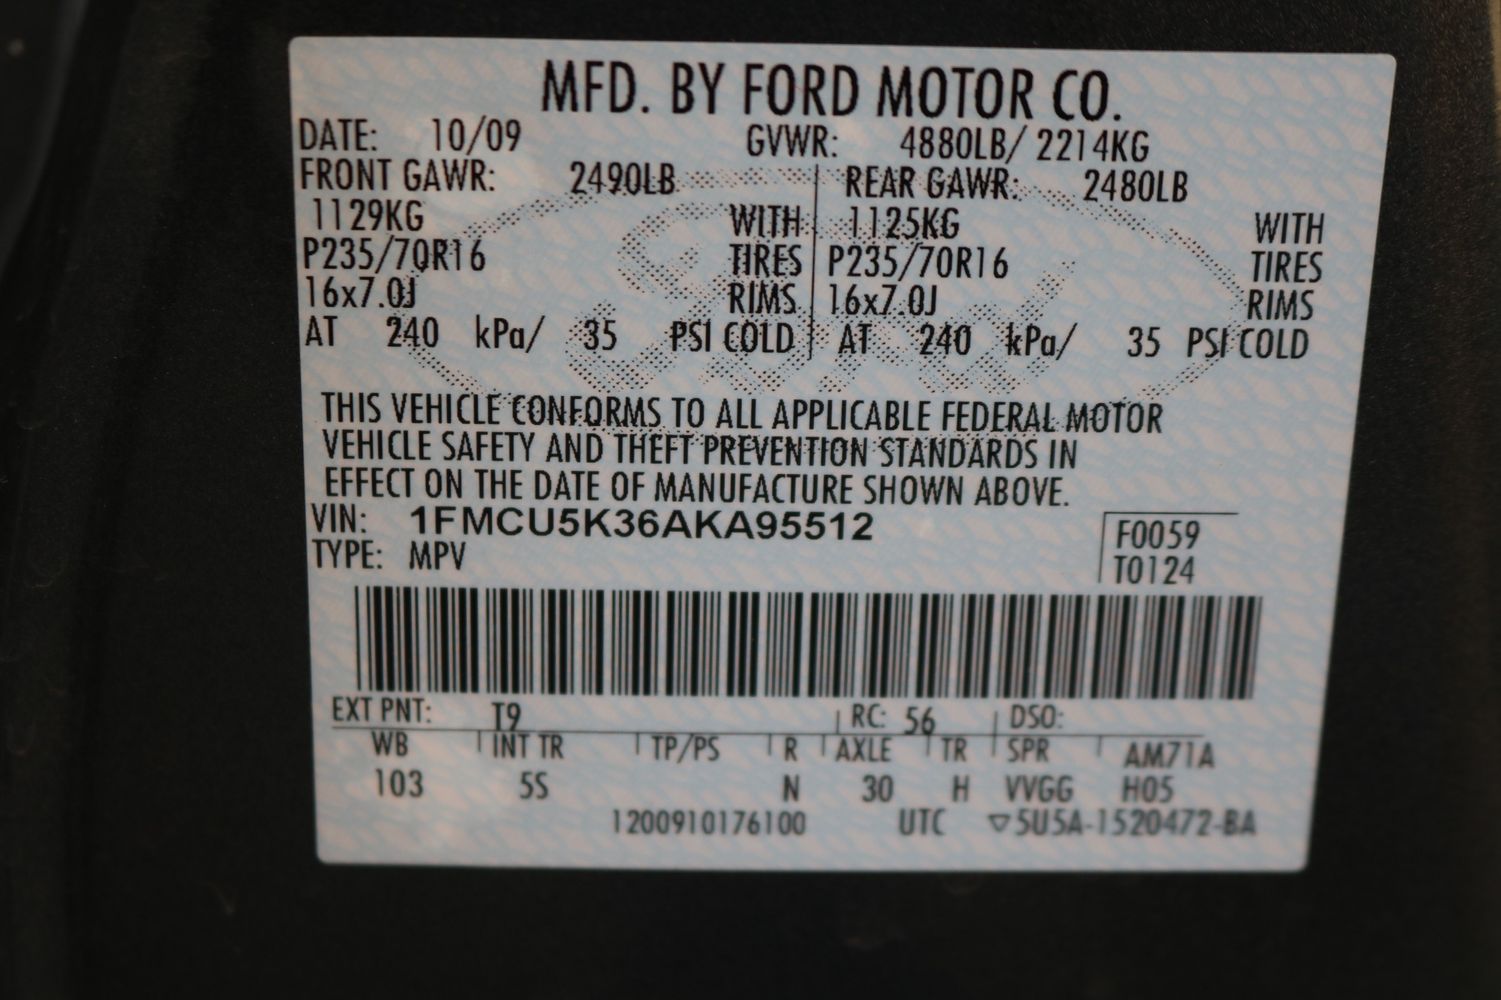 MFD. BY FORD MOTOR CO.
DATE: 10/09 GVWR: 4880LB/ 2214KG
FRONT GAWR: 2490LB REAR GAWR: 2480LB
1129KG WITH 1125KG WITH
P235/70R16 TIRES P235/70R16 TIRES
16x7.0J RIMS 16x7.0J RIMS
AT 240 kPa/ 35 PSI COLD AT 240 kPa/ 35 PSI COLD
Ford
THIS VEHICLE CONFORMS TO ALL APPLICABLE FEDERAL MOTOR
VEHICLE SAFETY AND THEFT PREVENTION STANDARDS IN
EFFECT ON THE DATE OF MANUFACTURE SHOWN ABOVE.
VIN: 1FMCU5K36AKA95512 F0059
TYPE: MPV T0124
EXT PNT: T9 RC: 56 DSO:
WB INT TR TP/PS R AXLE TR SPR AM71A
103 5S N 30 H VVGG H05
1200910176100 UTC ▽5U5A-1520472-BA